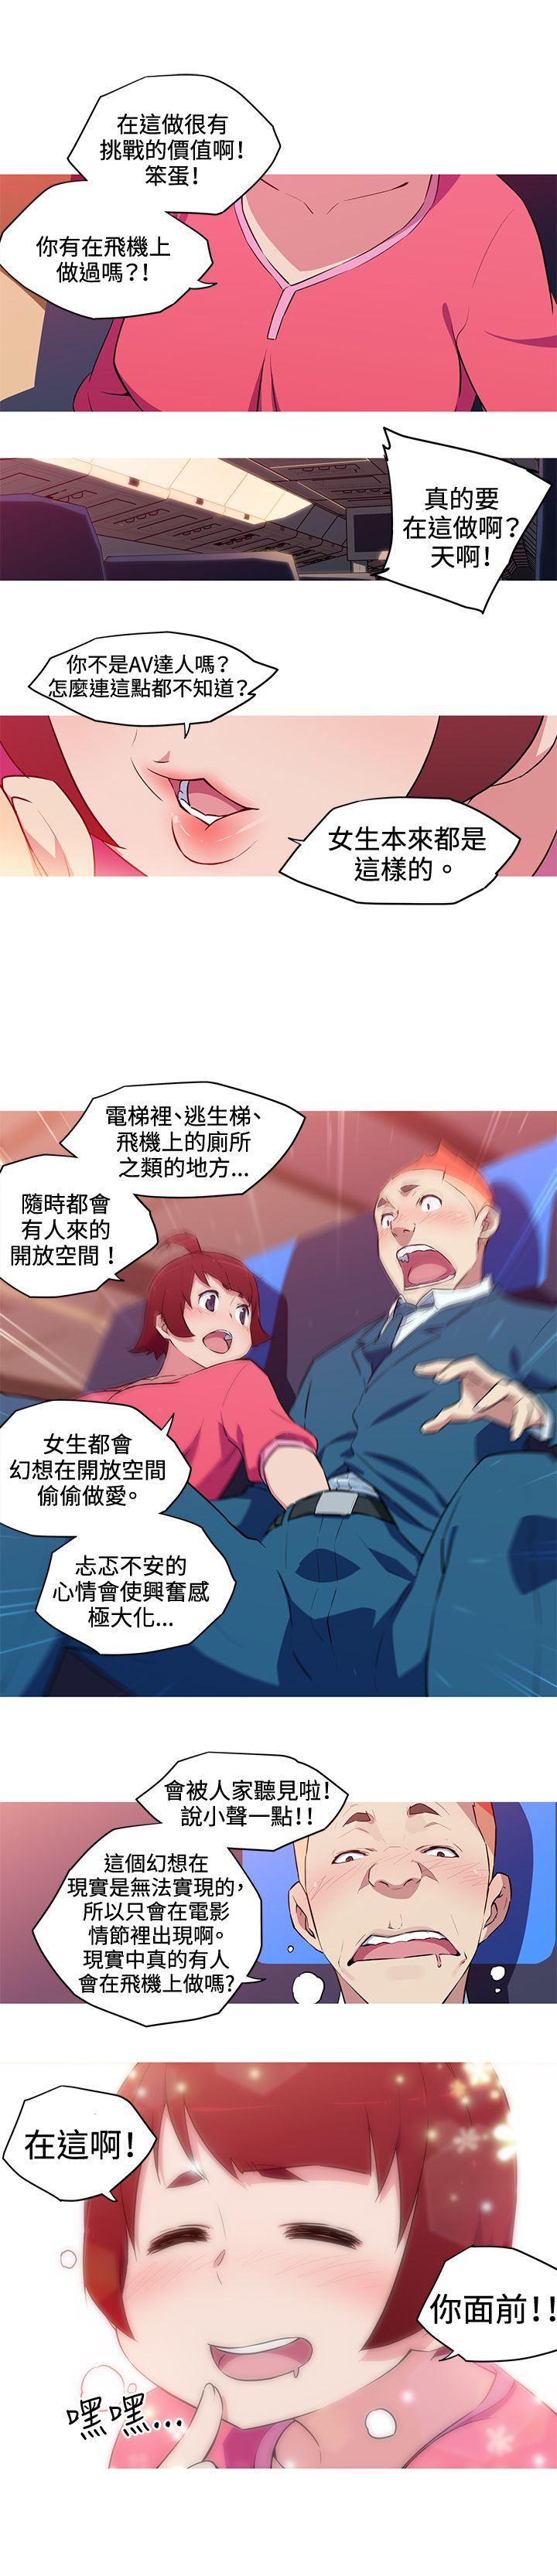 在這做很有
挑戰的價值啊!
笨蛋!
你有在飛機上
做過嗎?!
真的要
在這做啊?
天啊!
你不是AV達人嗎?
怎麼連這點都不知道?
女生本來都是
這樣的。
電梯裡、逃生梯、
飛機上的廁所
之類的地方...
隨時都會
有人來的
開放空間!
女生都會
幻想在開放空間
偷偷做愛。
忐忑不安的
心情會使興奮感
極大化...
會被人家聽見啦!
說小聲一點!!
這個幻想在
現實是無法實現的,
所以只會在電影
情節裡出現啊。
現實中真的有人
會在飛機上做嗎?
在這啊!
你面前!!
嘿嘿...